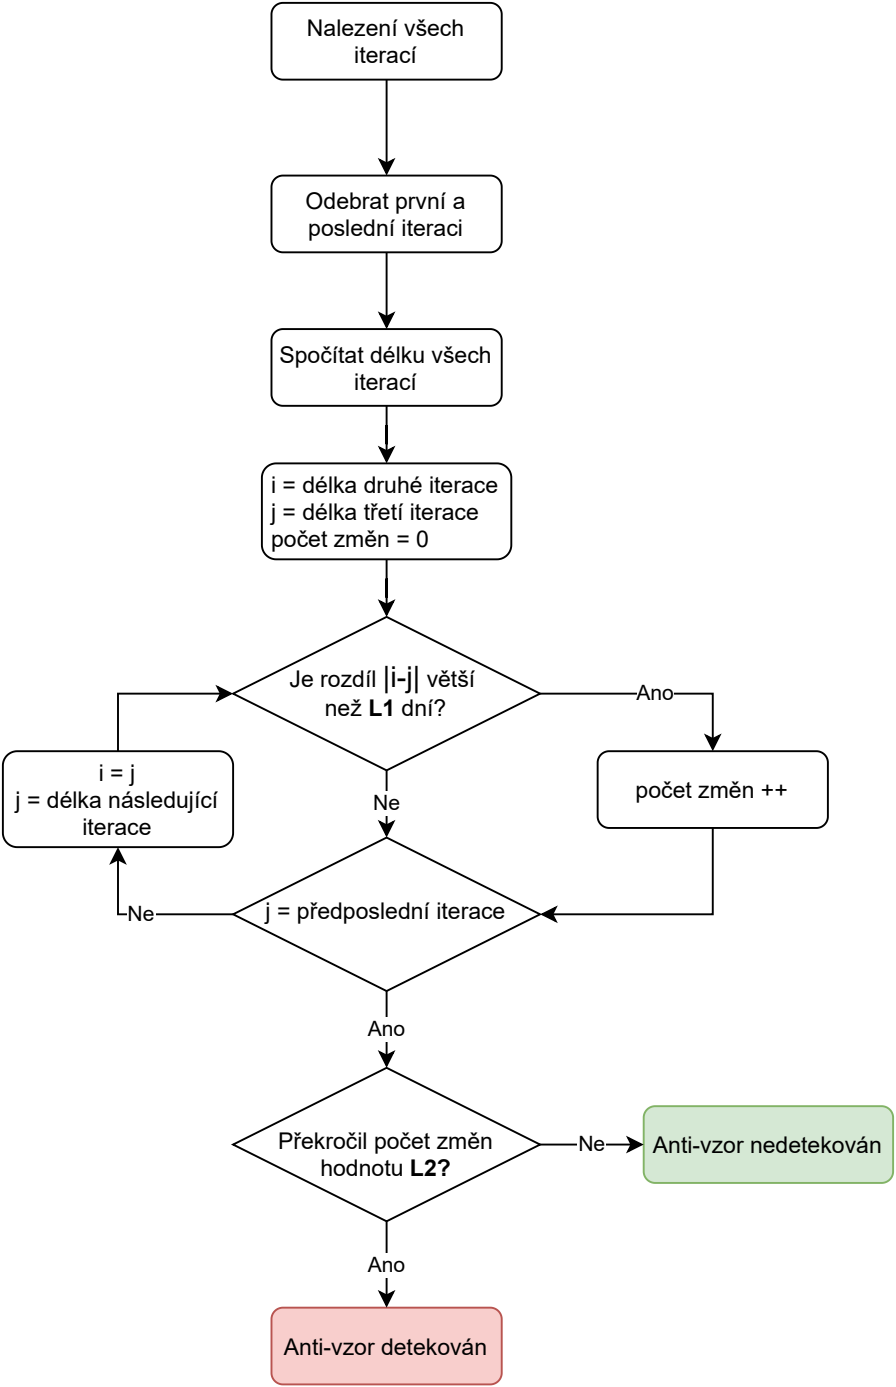 Nalezení všech
iterací
Odebrat první a
poslední iteraci
Spočítat délku všech
iterací
i = délka druhé iterace
j = délka třetí iterace
počet změn = 0
Je rozdíl |i-j| větší
než L1 dní?
Ano
i = j
j = délka následující
iterace
počet změn ++
Ne
j = předposlední iterace
Ne
Ano
Překročil počet změn
hodnotu L2?
Ne
Anti-vzor nedetekován
Ano
Anti-vzor detekován